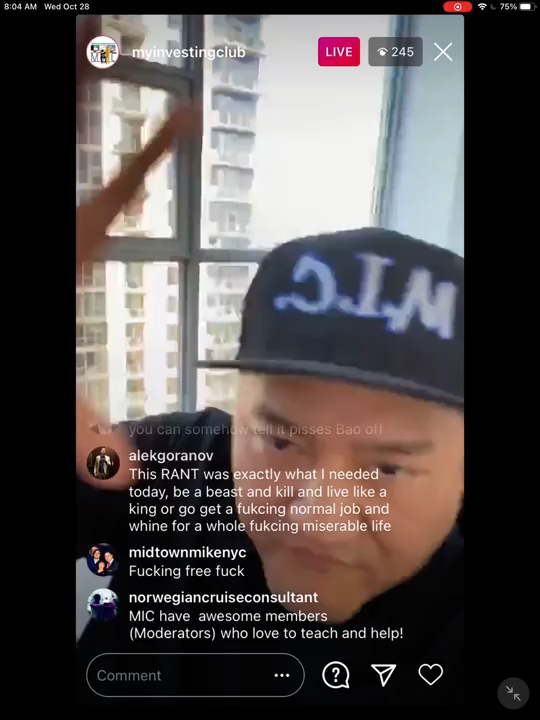 8:04 AM Wed Oct 28
75%
myinvestingclub
LIVE
245
M.I.C.
you can somehow tell it pisses Bao off
alekgoranov
This RANT was exactly what I needed
today, be a beast and kill and live like a
king or go get a fukcing normal job and
whine for a whole fukcing miserable life
midtownmikenyc
Fucking free fuck
norwegiancruiseconsultant
MIC have awesome members
(Moderators) who love to teach and help!
Comment